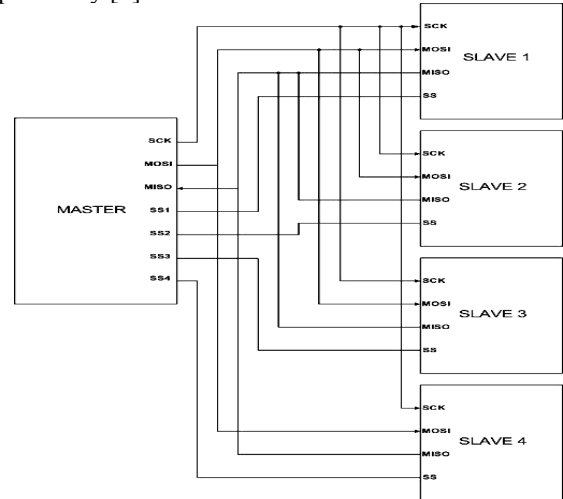 SCK
MOSI
SLAVE 1
MISO
SS
SCK
MOSI
MISO
MASTER
SS1
SS2
SS3
SS4
SCK
MOSI
SLAVE 2
MISO
SS
SCK
MOSI
SLAVE 3
MISO
SS
SCK
MOSI
SLAVE 4
MISO
SS